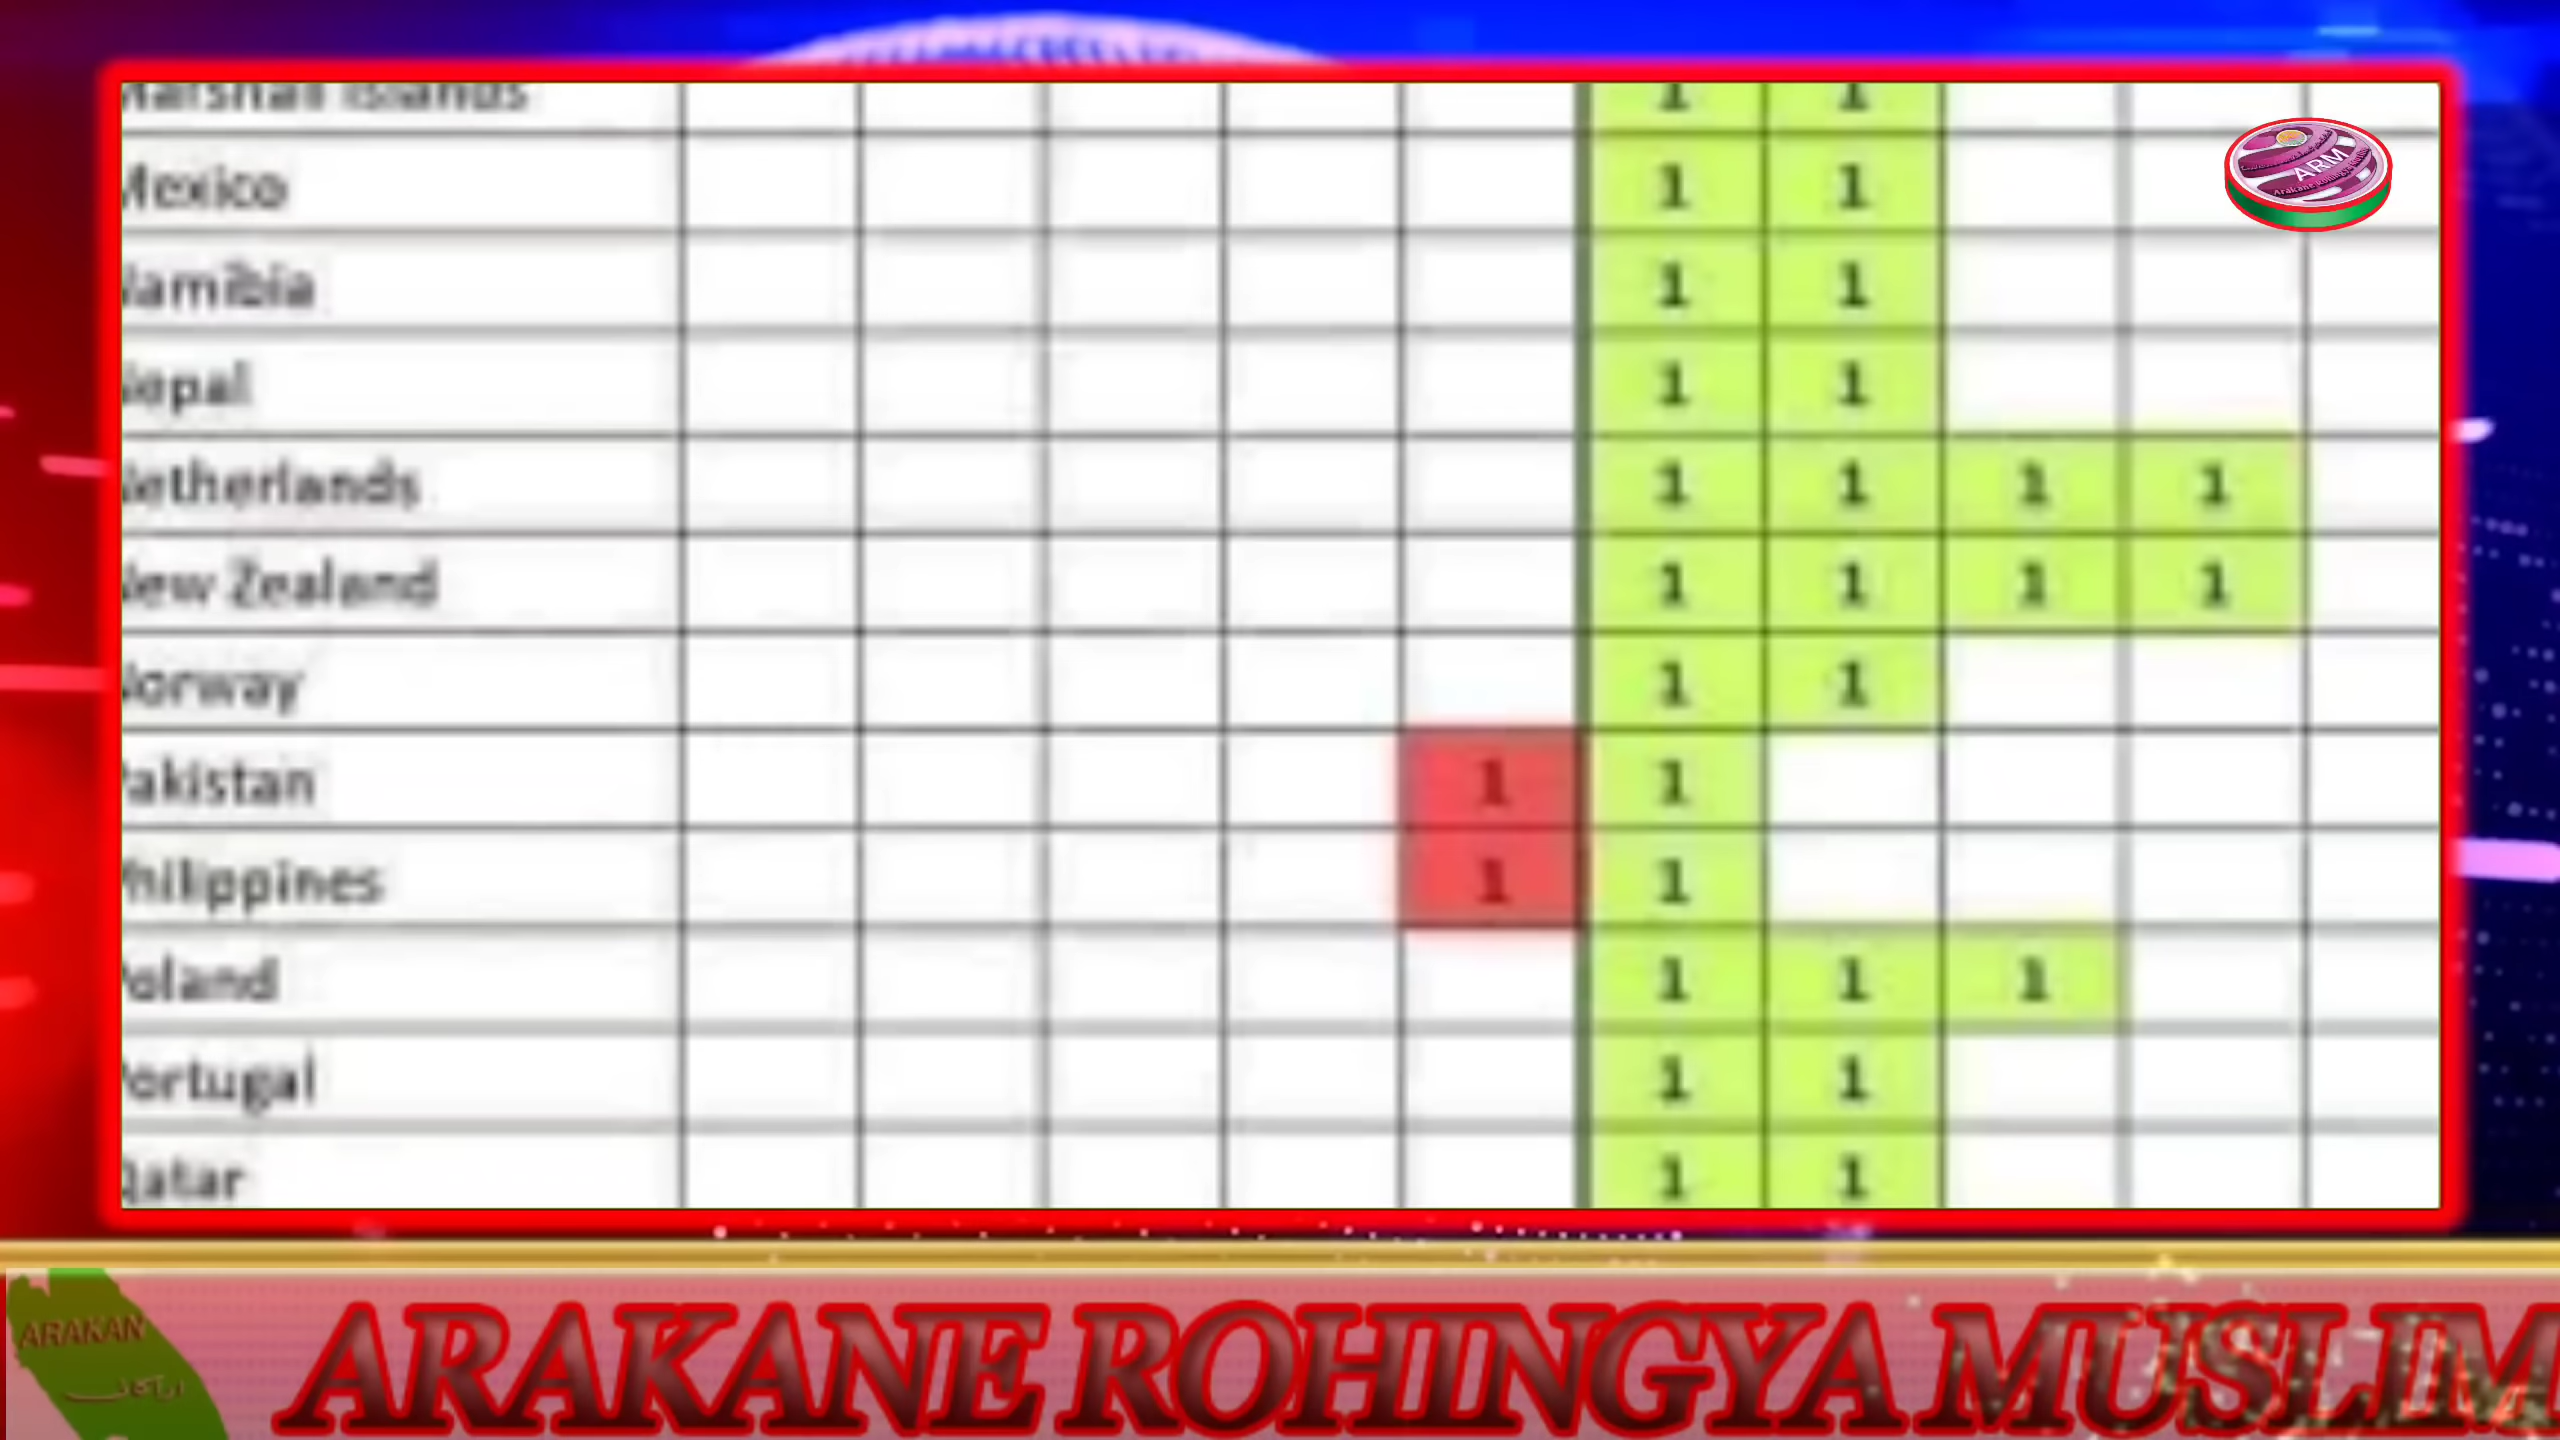 Marshall Islands 1 1
Mexico 1 1
Namibia 1 1
Nepal 1 1
Netherlands 1 1 1 1
New Zealand 1 1 1 1
Norway 1 1
Pakistan 1 1
Philippines 1 1
Poland 1 1 1
Portugal 1 1
Qatar 1 1
ARM
ARAKAN
ARAKANE ROHINGYA MUSLIM